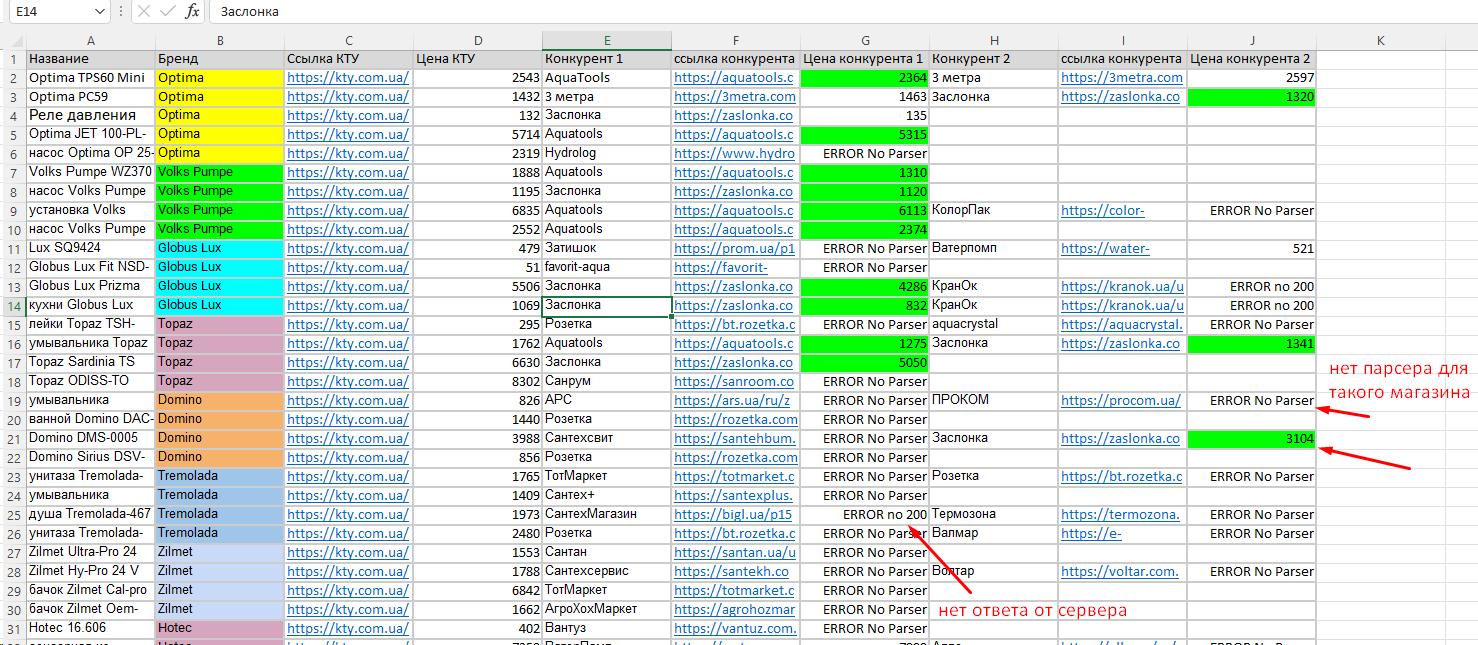 E14 fx Заслонка
A B C D E F G H I J K
1 Название Бренд Ссылка КТУ Цена КТУ Конкурент 1 ссылка конкурента Цена конкурента 1 Конкурент 2 ссылка конкурента Цена конкурента 2
2 Optima TPS60 Mini Optima https://kty.com.ua/ 2543 AquaTools https://aquatools.c 2364 3 метра https://3metra.com 2597
3 Optima PC59 Optima https://kty.com.ua/ 1432 3 метра https://3metra.com 1463 Заслонка https://zaslonka.co 1320
4 Реле давления Optima https://kty.com.ua/ 132 Заслонка https://zaslonka.co 135
5 Optima JET 100-PL- Optima https://kty.com.ua/ 5714 Aquatools https://aquatools.c 5315
6 насос Optima OP 25- Optima https://kty.com.ua/ 2319 Hydrolog https://www.hydro ERROR No Parser
7 Volks Pumpe WZ370 Volks Pumpe https://kty.com.ua/ 1888 Aquatools https://aquatools.c 1310
8 насос Volks Pumpe Volks Pumpe https://kty.com.ua/ 1195 Заслонка https://zaslonka.co 1120
9 установка Volks Volks Pumpe https://kty.com.ua/ 6835 Aquatools https://aquatools.c 6113 КолорПак https://color- ERROR No Parser
10 насос Volks Pumpe Volks Pumpe https://kty.com.ua/ 2552 Aquatools https://aquatools.c 2374
11 Lux SQ9424 Globus Lux https://kty.com.ua/ 479 Затишок https://prom.ua/p1 ERROR No Parser Ватерпомп https://water- 521
12 Globus Lux Fit NSD- Globus Lux https://kty.com.ua/ 51 favorit-aqua https://favorit- ERROR No Parser
13 Globus Lux Prizma Globus Lux https://kty.com.ua/ 5506 Заслонка https://zaslonka.co 4286 КранОк https://kranok.ua/u ERROR no 200
14 кухни Globus Lux Globus Lux https://kty.com.ua/ 1069 Заслонка https://zaslonka.co 832 КранОк https://kranok.ua/u ERROR no 200
15 лейки Topaz TSH- Topaz https://kty.com.ua/ 295 Розетка https://bt.rozetka.c ERROR No Parser aquacrystal https://aquacrystal. ERROR No Parser
16 умывальника Topaz Topaz https://kty.com.ua/ 1762 Aquatools https://aquatools.c 1275 Заслонка https://zaslonka.co 1341
17 Topaz Sardinia TS Topaz https://kty.com.ua/ 6630 Заслонка https://zaslonka.co 5050
18 Topaz ODISS-TO Topaz https://kty.com.ua/ 8302 Санрум https://sanroom.co ERROR No Parser
нет парсера для
такого магазина
19 умывальника Domino https://kty.com.ua/ 826 АРС https://ars.ua/ru/z ERROR No Parser ПРОКОМ https://procom.ua/ ERROR No Parser
20 ванной Domino DAC- Domino https://kty.com.ua/ 1440 Розетка https://rozetka.com ERROR No Parser
21 Domino DMS-0005 Domino https://kty.com.ua/ 3988 Сантехсвит https://santehbum. ERROR No Parser Заслонка https://zaslonka.co 3104
22 Domino Sirius DSV- Domino https://kty.com.ua/ 856 Розетка https://rozetka.com ERROR No Parser
23 унитаза Tremolada- Tremolada https://kty.com.ua/ 1765 ТотМаркет https://totmarket.c ERROR No Parser Розетка https://bt.rozetka.c ERROR No Parser
24 умывальника Tremolada https://kty.com.ua/ 1409 Сантех+ https://santexplus. ERROR No Parser
25 душа Tremolada-467 Tremolada https://kty.com.ua/ 1973 СантехМагазин https://bigl.ua/p15 ERROR no 200 Термозона https://termozona. ERROR No Parser
26 унитаза Tremolada- Tremolada https://kty.com.ua/ 2480 Розетка https://bt.rozetka.c ERROR No Parser Валмар https://e- ERROR No Parser
27 Zilmet Ultra-Pro 24 Zilmet https://kty.com.ua/ 1553 Сантан https://santan.ua/u ERROR No Parser
28 Zilmet Hy-Pro 24 V Zilmet https://kty.com.ua/ 1788 Сантехсервис https://santekh.co ERROR No Parser Волтар https://voltar.com. ERROR No Parser
29 бачок Zilmet Cal-pro Zilmet https://kty.com.ua/ 6842 ТотМаркет https://totmarket.c ERROR No Parser
30 бачок Zilmet Oem- Zilmet https://kty.com.ua/ 1662 АгроХохМаркет https://agrohozmar ERROR No Parser
нет ответа от сервера
31 Hotec 16.606 Hotec https://kty.com.ua/ 402 Вантуз https://vantuz.com. ERROR No Parser